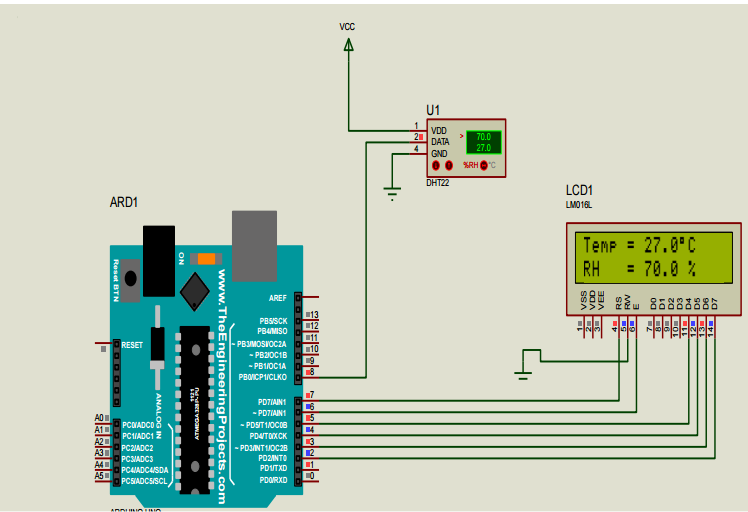 VCC
U1
1
VDD
2
DATA
4
GND
>
70.0
27.0
%RH
°C
DHT22
ARD1
LCD1
LM016L
Temp = 27.0°C
RH = 70.0 %
VSS
VDD
VEE
RS
RW
E
D0
D1
D2
D3
D4
D5
D6
D7
1
2
3
4
5
6
7
8
9
10
11
12
13
14
Reset BTN
ON
www.TheEngineeringProjects.com
ANALOG IN
ATMEGA328P-PU
1121
RESET
AREF
PB5/SCK
13
PB4/MISO
12
~ PB3/MOSI/OC2A
11
~ PB2/OC1B
10
~ PB1/OC1A
9
PB0/ICP1/CLKO
8
PD7/AIN1
7
~ PD7/AIN1
6
~ PD5/T1/OC0B
5
PD4/T0/XCK
4
~ PD3/INT1/OC2B
3
PD2/INT0
2
PD1/TXD
1
PD0/RXD
0
A0
PC0/ADC0
A1
PC1/ADC1
A2
PC2/ADC2
A3
PC3/ADC3
A4
PC4/ADC4/SDA
A5
PC5/ADC5/SCL
ARDUINO UNO